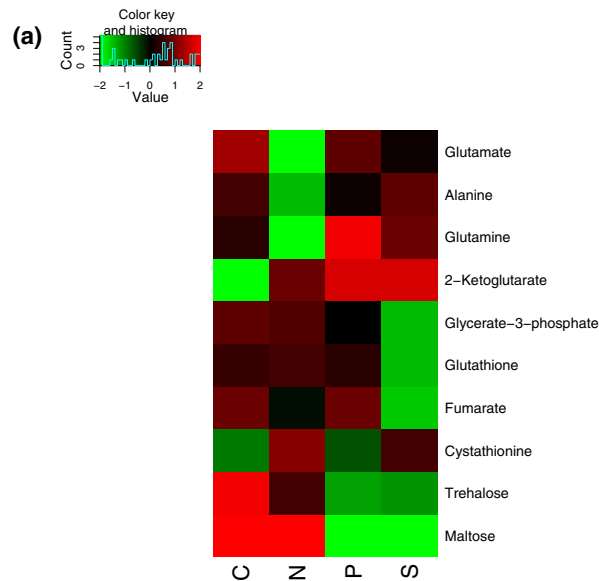 (a)
Color key
and histogram
Count
0 3
−2 −1 0 1 2
Value
Glutamate
Alanine
Glutamine
2−Ketoglutarate
Glycerate−3−phosphate
Glutathione
Fumarate
Cystathionine
Trehalose
Maltose
C N P S